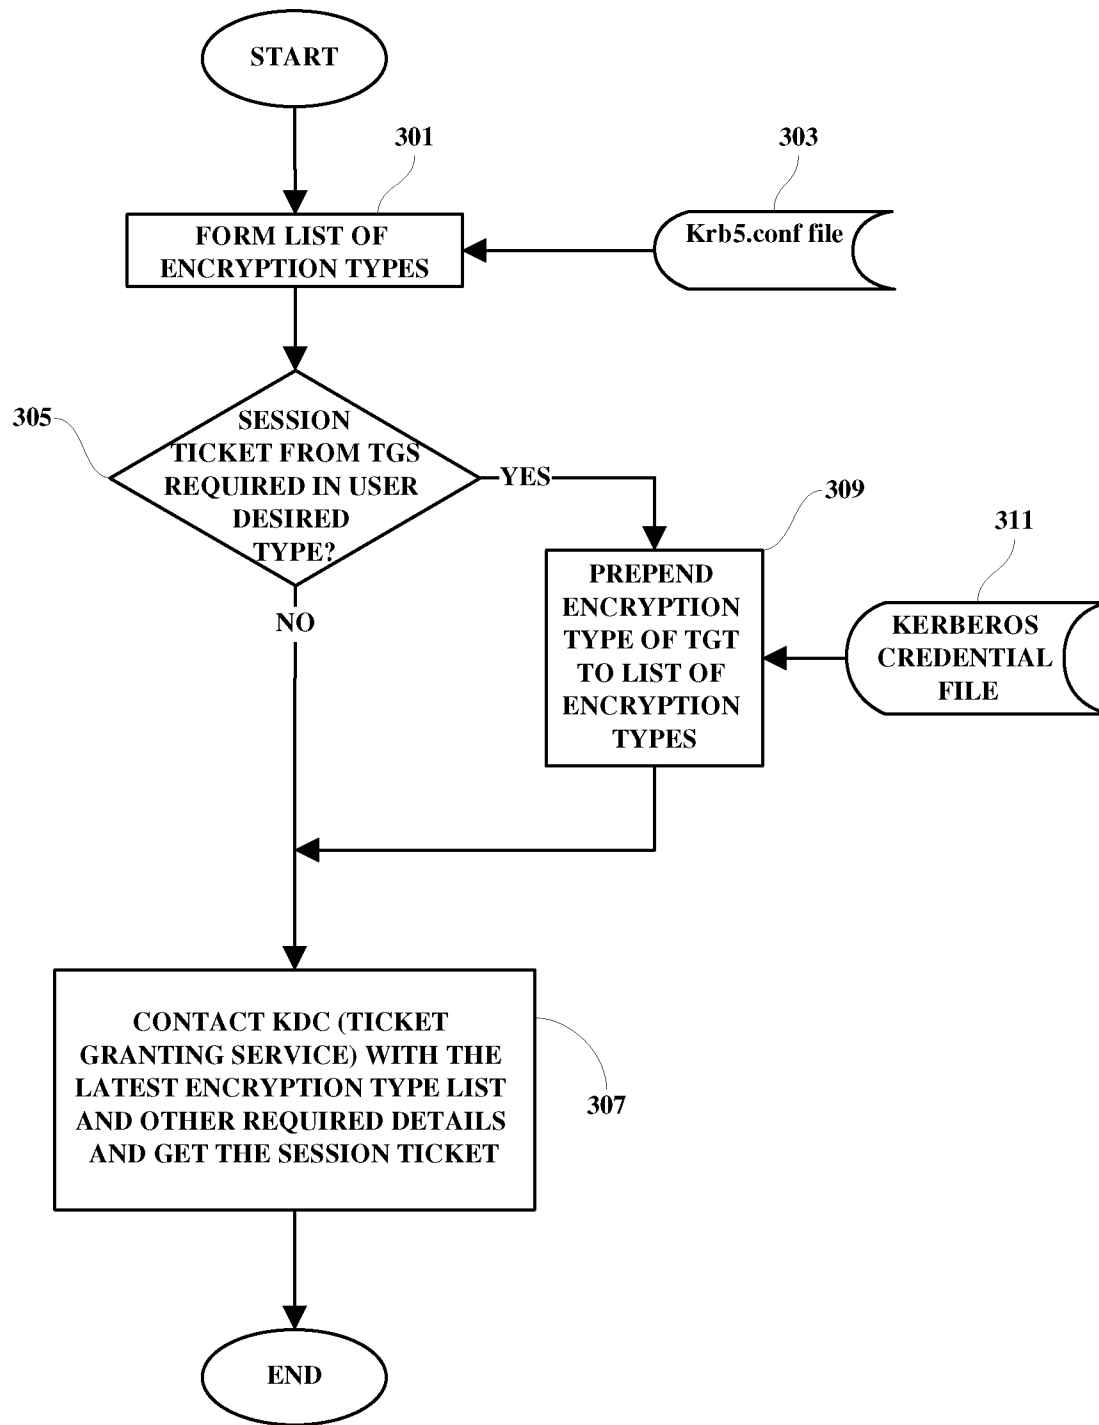 START
301
303
FORM LIST OF
ENCRYPTION TYPES
Krb5.conf file
305
SESSION
TICKET FROM TGS
REQUIRED IN USER
DESIRED
TYPE?
YES
NO
309
311
PREPEND
ENCRYPTION
TYPE OF TGT
TO LIST OF
ENCRYPTION
TYPES
KERBEROS
CREDENTIAL
FILE
CONTACT KDC (TICKET
GRANTING SERVICE) WITH THE
LATEST ENCRYPTION TYPE LIST
AND OTHER REQUIRED DETAILS
AND GET THE SESSION TICKET
307
END